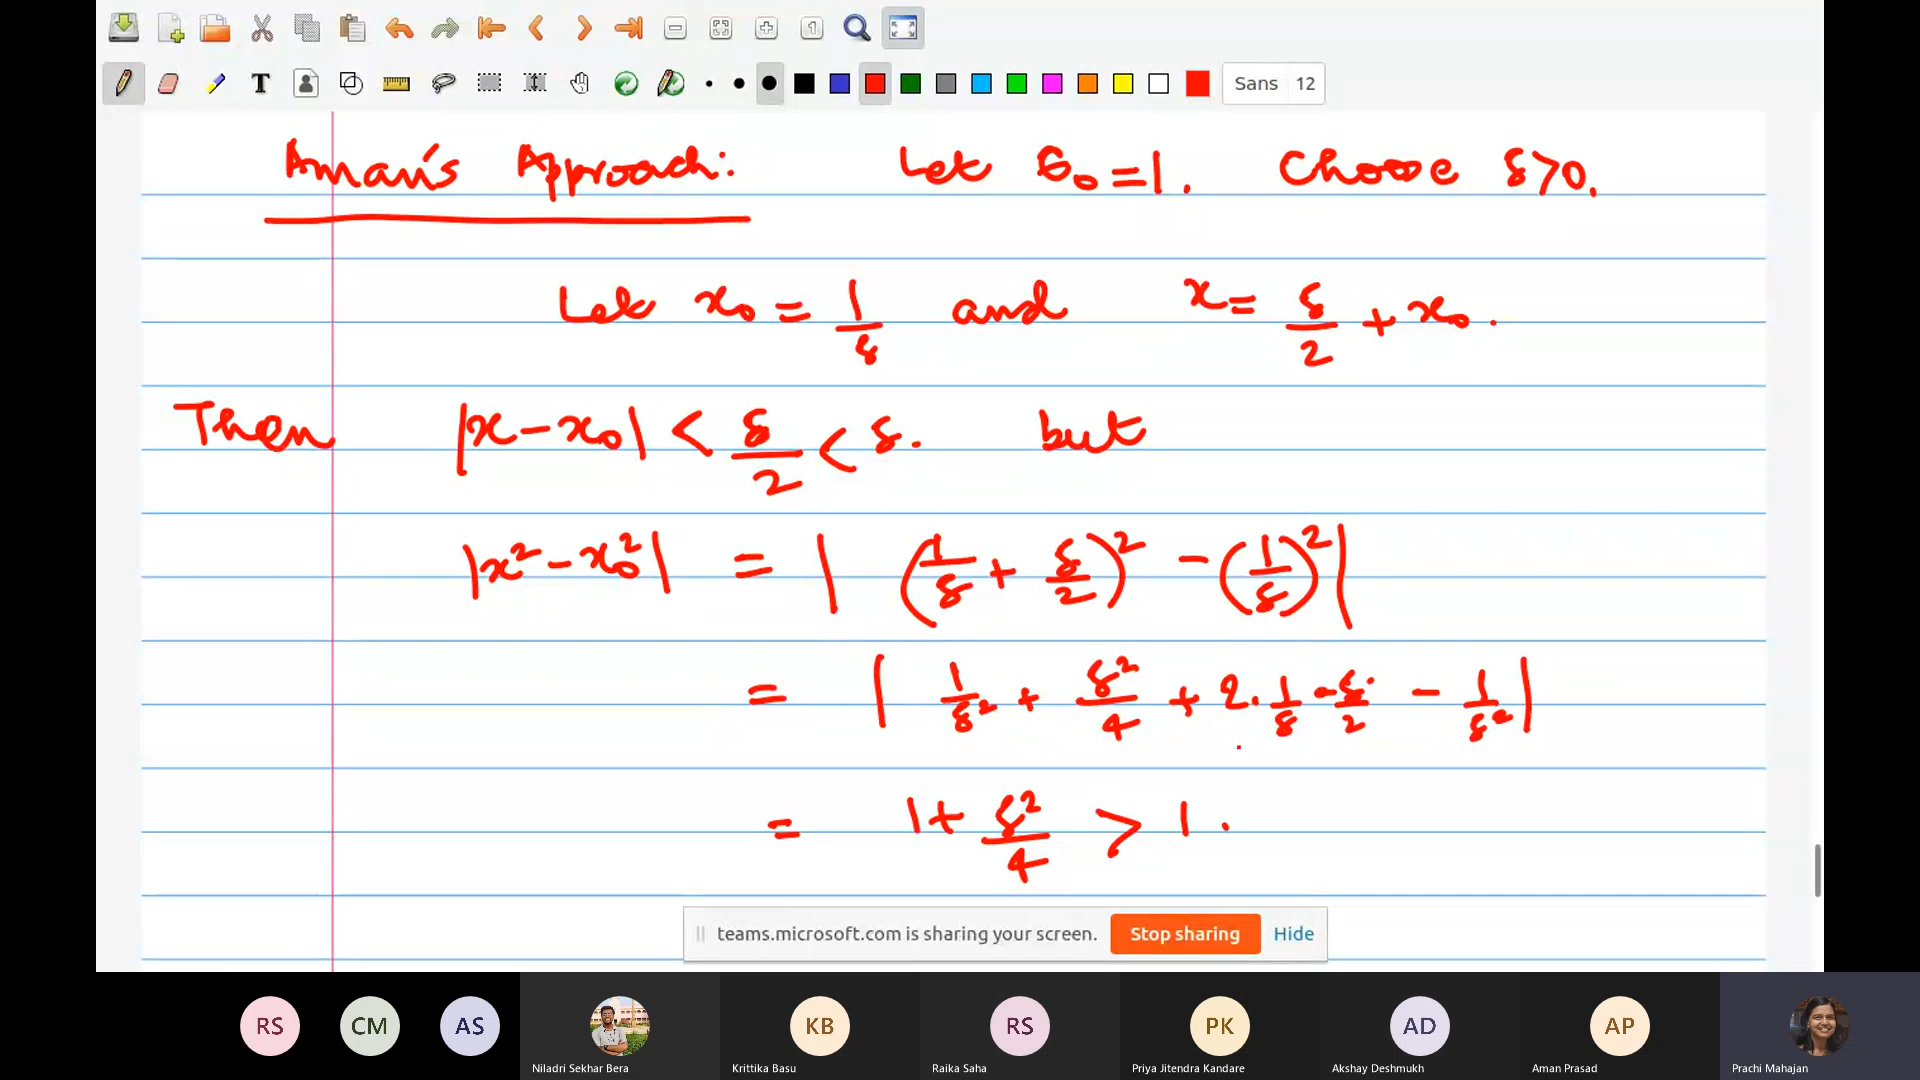 Sans 12
Aman's Approach: Let ε₀ = 1. Choose δ > 0.
Let x₀ = 1/δ and x = δ/2 + x₀.
Then |x - x₀| < δ/2 < δ. but
|x² - x₀²| = | (1/δ + δ/2)² - (1/δ)² |
= | 1/δ² + δ²/4 + 2 · 1/δ · δ/2 - 1/δ² |
= 1 + δ²/4 > 1 .
teams.microsoft.com is sharing your screen. Stop sharing Hide
RS CM AS KB RS PK AD AP
Niladri Sekhar Bera Krittika Basu Raika Saha Priya Jitendra Kandare Akshay Deshmukh Aman Prasad Prachi Mahajan